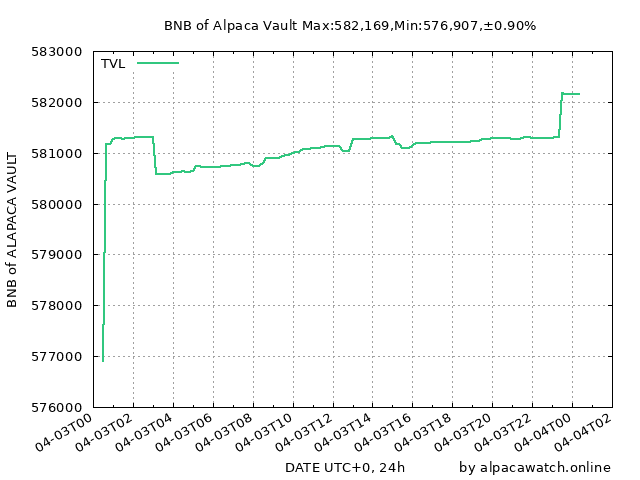 BNB of Alpaca Vault Max:582,169,Min:576,907,±0.90%
TVL
583000
582000
581000
580000
579000
578000
577000
576000
BNB of ALAPACA VAULT
04-03T00
04-03T02
04-03T04
04-03T06
04-03T08
04-03T10
04-03T12
04-03T14
04-03T16
04-03T18
04-03T20
04-03T22
04-04T00
04-04T02
DATE UTC+0, 24h
by alpacawatch.online